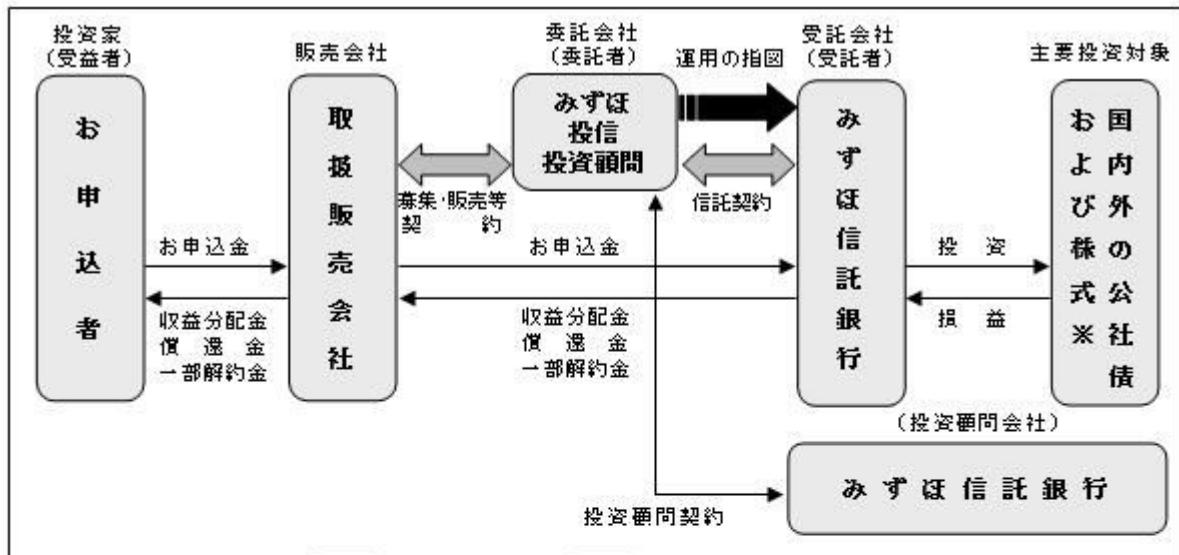 投資家
(受益者)
お申込者
販売会社
取扱販売会社
委託会社
(委託者)
みずほ
投信
投資顧問
運用の指図
受託会社
(受託者)
みずほ信託銀行
主要投資対象
国内外の公社債
および株式※
募集・販売等
契約
信託契約
お申込金
収益分配金
償還金
一部解約金
お申込金
収益分配金
償還金
一部解約金
投資
損益
(投資顧問会社)
みずほ信託銀行
投資顧問契約